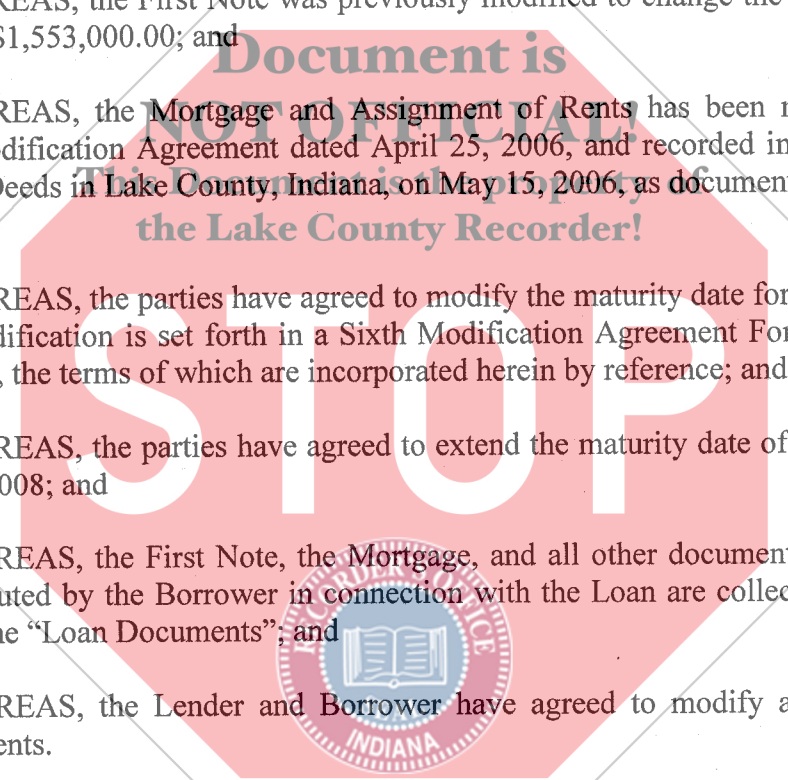 REAS, the First Note was previously modified to change the
$1,553,000.00; and
Document is
REAS, the Mortgage and Assignment of Rents has been
NOT OFFICIAL!
dification Agreement dated April 25, 2006, and recorded in
This Document is the property of
Deeds in Lake County, Indiana, on May 15, 2006, as document
the Lake County Recorder!
REAS, the parties have agreed to modify the maturity date for
dification is set forth in a Sixth Modification Agreement For
, the terms of which are incorporated herein by reference; and
STOP
REAS, the parties have agreed to extend the maturity date of
008; and
REAS, the First Note, the Mortgage, and all other document
uted by the Borrower in connection with the Loan are collec
ne “Loan Documents”; and
RECORDER'S OFFICE
REAS, the Lender and Borrower have agreed to modify a
INDIANA
ents.